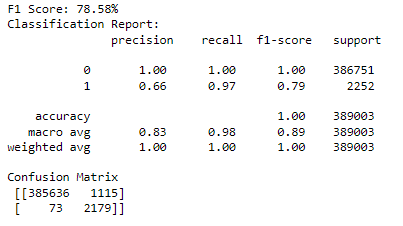 F1 Score: 78.58%
Classification Report:
precision recall f1-score support
0 1.00 1.00 1.00 386751
1 0.66 0.97 0.79 2252
accuracy 1.00 389003
macro avg 0.83 0.98 0.89 389003
weighted avg 1.00 1.00 1.00 389003
Confusion Matrix
[[385636 1115]
[ 73 2179]]